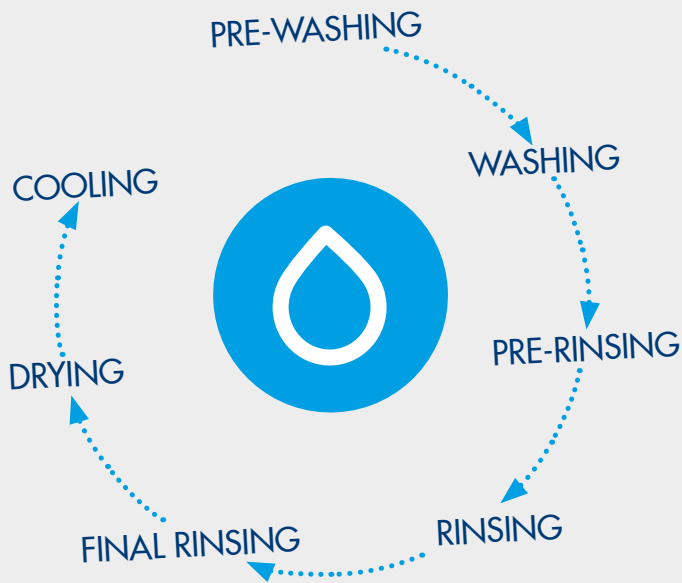 PRE-WASHING
WASHING
PRE-RINSING
RINSING
FINAL RINSING
DRYING
COOLING